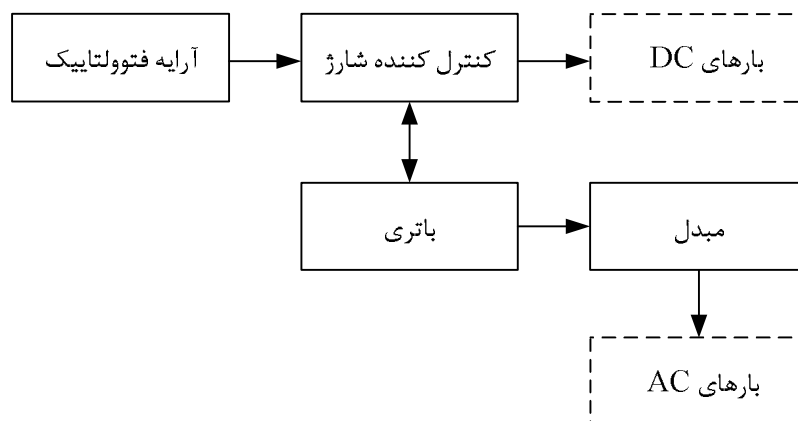 آرایه فتوولتاییک
کنترل کننده شارژ
بارهای DC
باتری
مبدل
بارهای AC